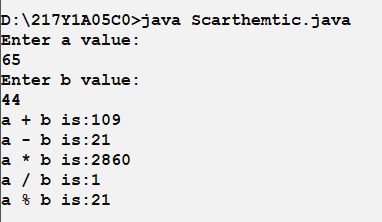 D:\217Y1A05C0>java Scarthemtic.java
Enter a value:
65
Enter b value:
44
a + b is:109
a - b is:21
a * b is:2860
a / b is:1
a % b is:21